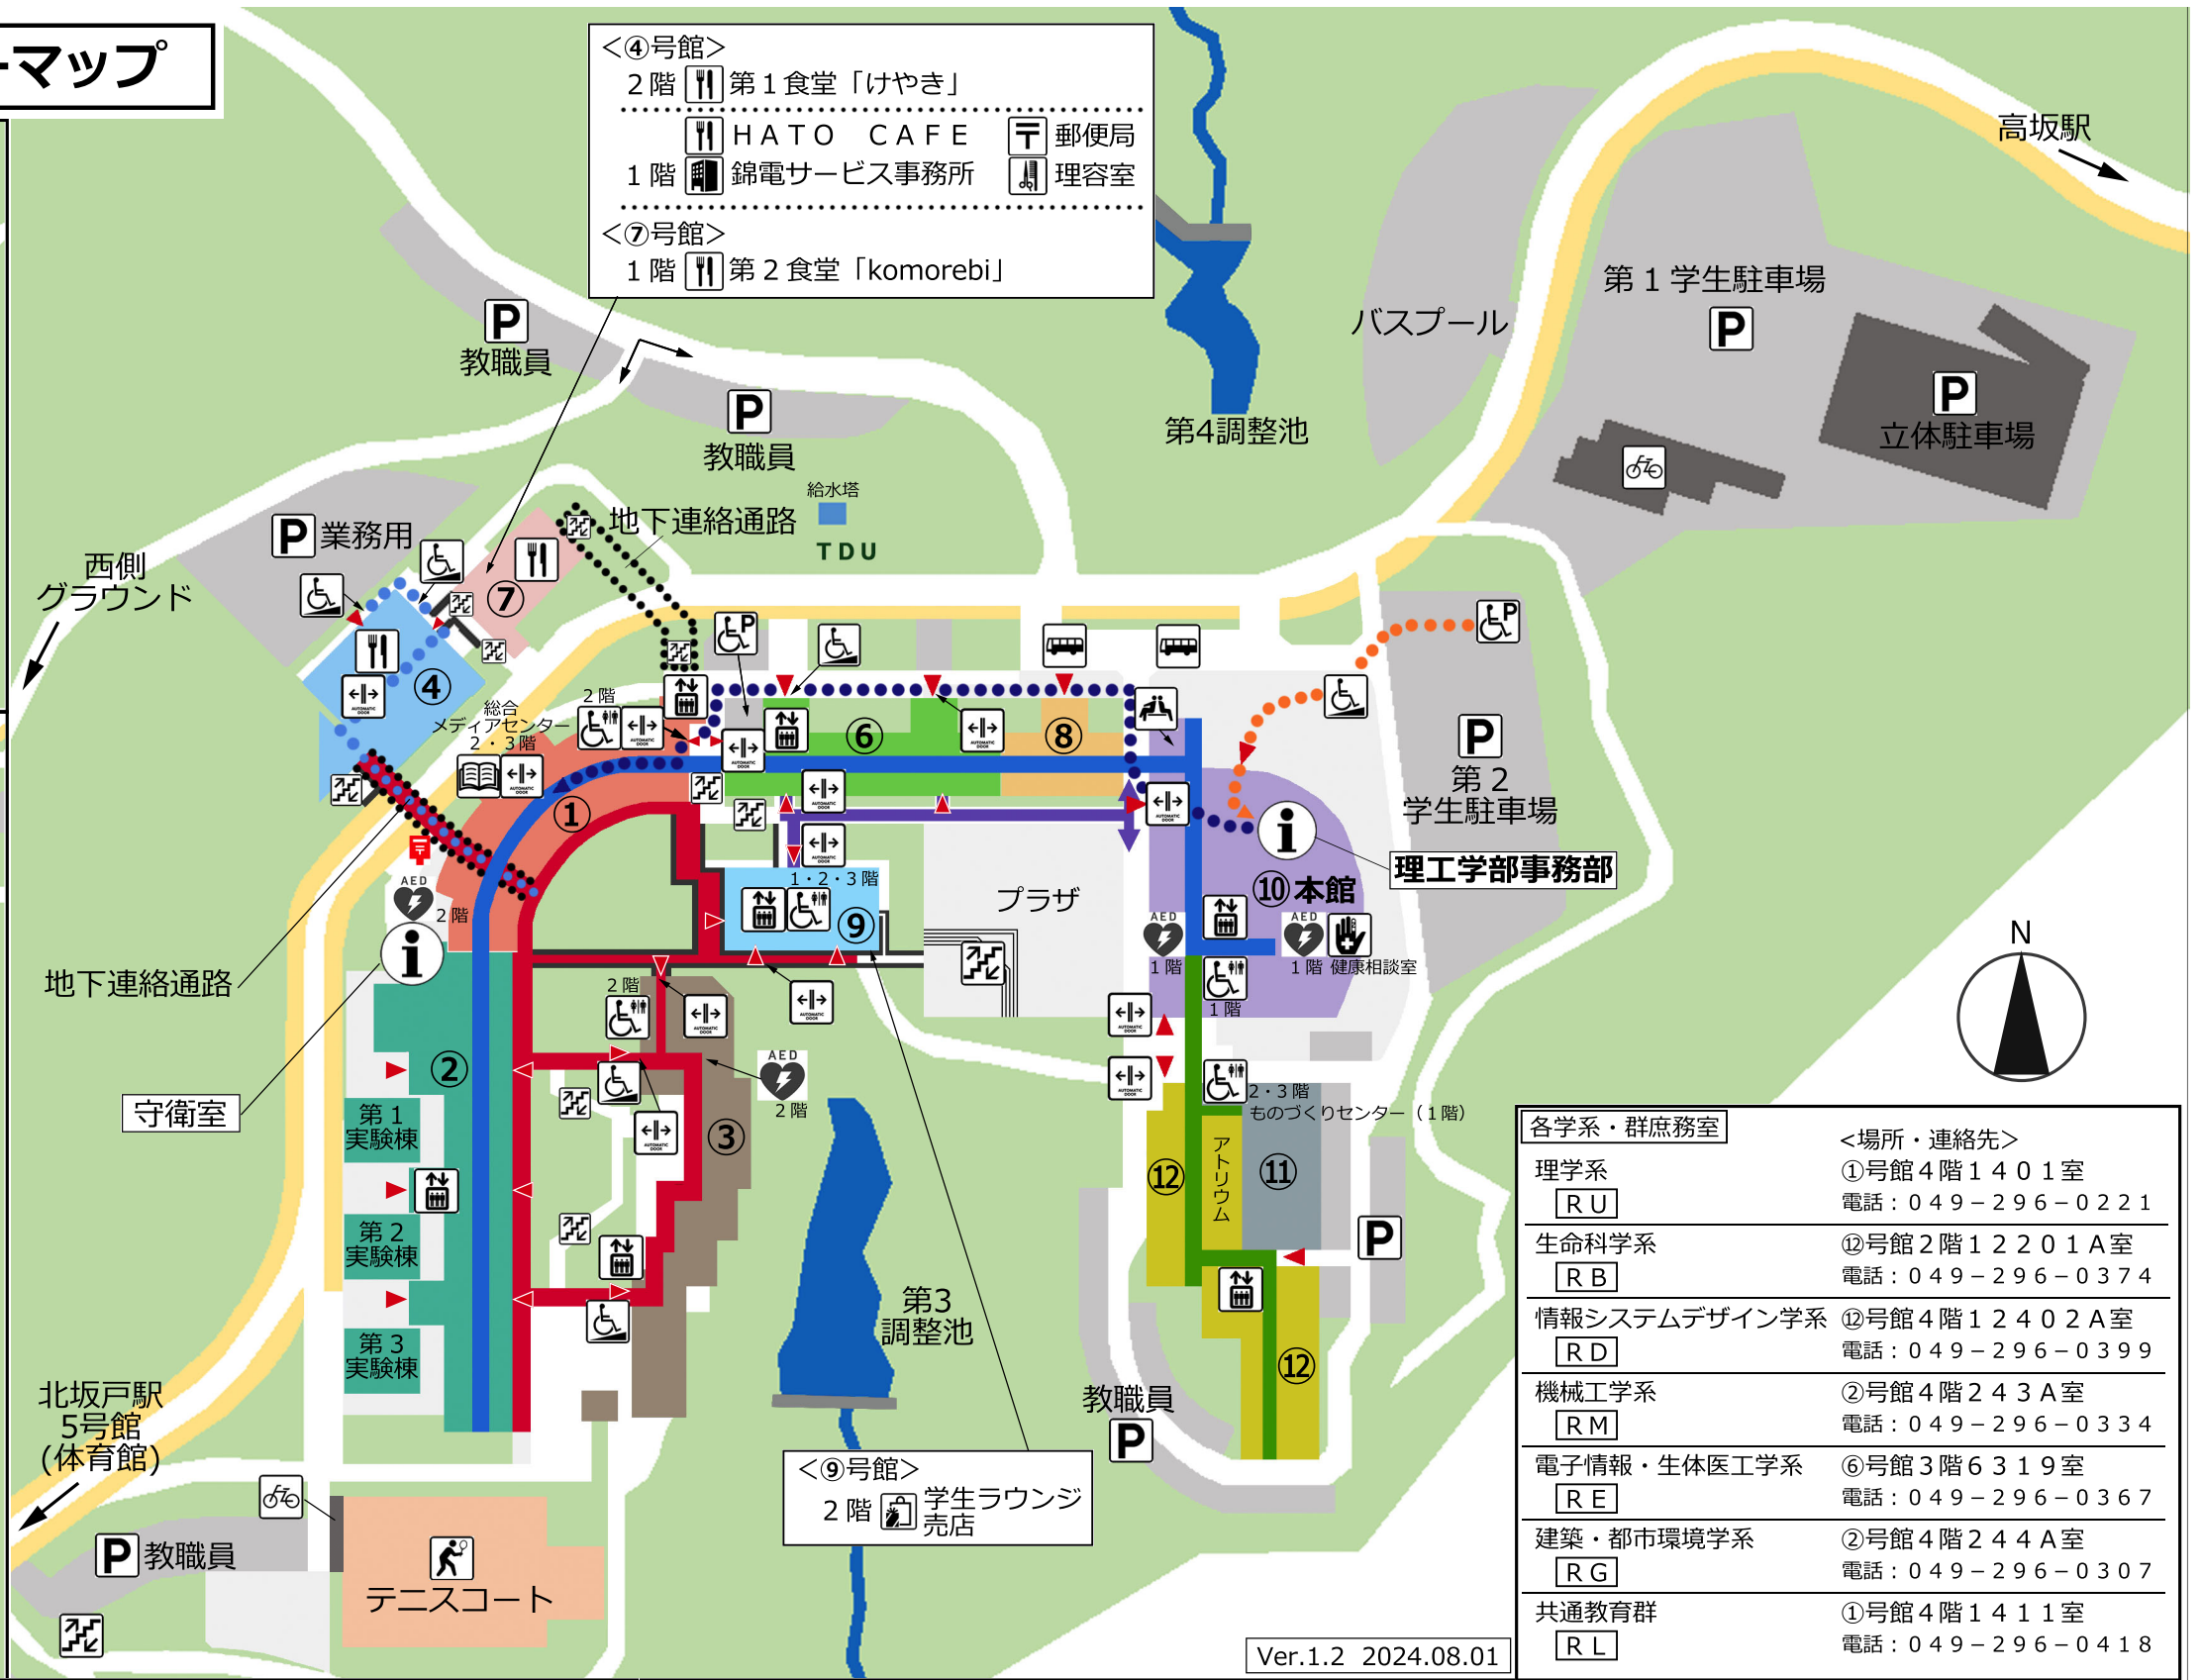 ーマップ
<④号館>
2階 第1食堂「けやき」
HATO CAFE 郵便局
1階 錦電サービス事務所 理容室
<⑦号館>
1階 第2食堂「komorebi」
高坂駅
第1学生駐車場
P
バスプール
P
立体駐車場
P
教職員
P
教職員
第4調整池
給水塔
TDU
地下連絡通路
P 業務用
西側
グラウンド
⑦
④
P
P
総合
メディアセンター
2・3階
2階
AUTOMATIC DOOR
⑥
⑧
①
P
第2
学生駐車場
理工学部事務部
i
⑩本館
プラザ
1・2・3階
⑨
AED
2階
i
地下連絡通路
守衛室
AED
1階
AED
1階 健康相談室
1階
N
2階
AED
2階
②
③
第1
実験棟
第2
実験棟
第3
実験棟
2・3階
ものづくりセンター(1階)
アトリウム
⑪
⑫
⑫
P
第3
調整池
教職員
P
北坂戸駅
5号館
(体育館)
<⑨号館>
2階 学生ラウンジ
売店
P 教職員
テニスコート
各学系・群庶務室 <場所・連絡先>
理学系 ①号館4階1401室
RU 電話:049-296-0221
生命科学系 ⑫号館2階12201A室
RB 電話:049-296-0374
情報システムデザイン学系 ⑫号館4階12402A室
RD 電話:049-296-0399
機械工学系 ②号館4階243A室
RM 電話:049-296-0334
電子情報・生体医工学系 ⑥号館3階6319室
RE 電話:049-296-0367
建築・都市環境学系 ②号館4階244A室
RG 電話:049-296-0307
共通教育群 ①号館4階1411室
RL 電話:049-296-0418
Ver.1.2 2024.08.01